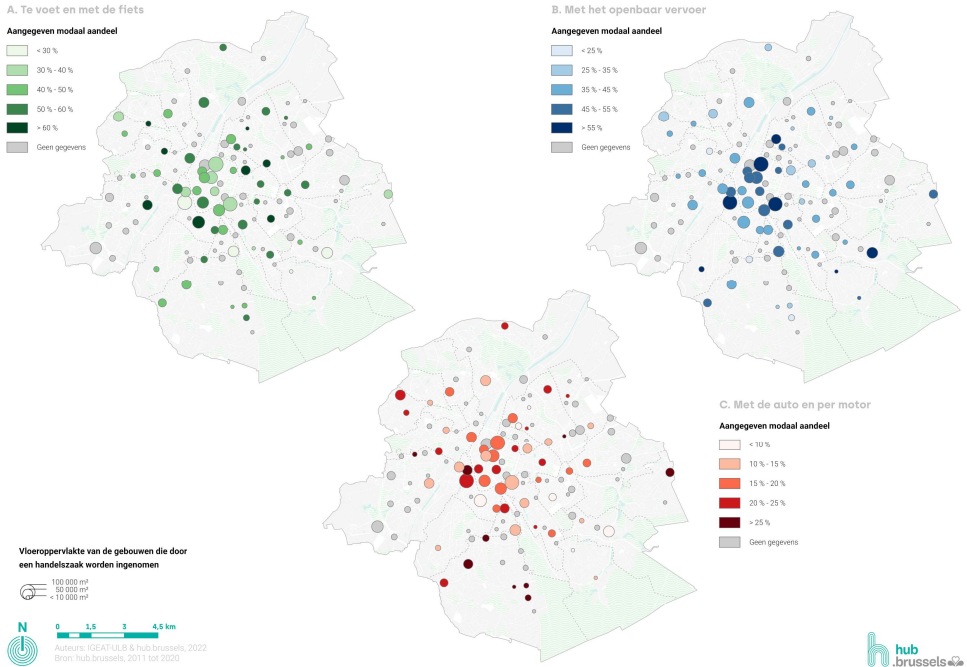 A. Te voet en met de fiets
Aangegeven modaal aandeel
< 30 %
30 % - 40 %
40 % - 50 %
50 % - 60 %
> 60 %
Geen gegevens
B. Met het openbaar vervoer
Aangegeven modaal aandeel
< 25 %
25 % - 35 %
35 % - 45 %
45 % - 55 %
> 55 %
Geen gegevens
C. Met de auto en per motor
Aangegeven modaal aandeel
< 10 %
10 % - 15 %
15 % - 20 %
20 % - 25 %
> 25 %
Geen gegevens
Vloeroppervlakte van de gebouwen die door
een handelszaak worden ingenomen
100 000 m²
50 000 m²
< 10 000 m²
N
0 1,5 3 4,5 km
Auteurs: IGEAT-ULB & hub.brussels, 2022
Bron: hub.brussels, 2011 tot 2020
hub
.brussels